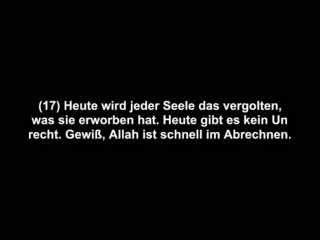 (17) Heute wird jeder Seele das vergolten,
was sie erworben hat. Heute gibt es kein Un
recht. Gewiß, Allah ist schnell im Abrechnen.